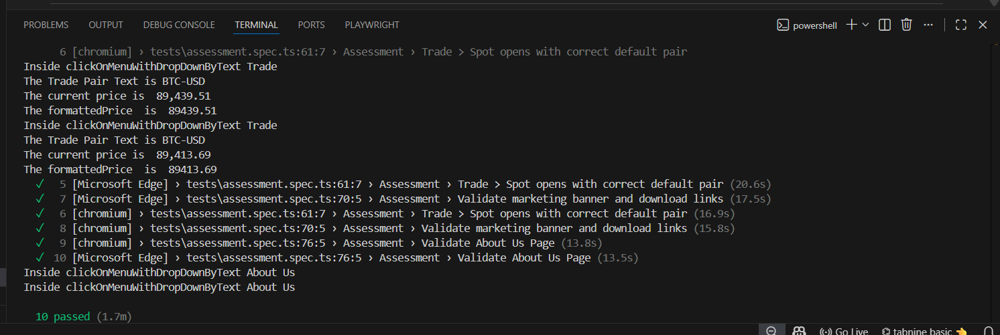 PROBLEMS OUTPUT DEBUG CONSOLE TERMINAL PORTS PLAYWRIGHT powershell
6 [chromium] › tests\assessment.spec.ts:61:7 › Assessment › Trade > Spot opens with correct default pair
Inside clickOnMenuWithDropDownByText Trade
The Trade Pair Text is BTC-USD
The current price is  89,439.51
The formattedPrice  is  89439.51
Inside clickOnMenuWithDropDownByText Trade
The Trade Pair Text is BTC-USD
The current price is  89,413.69
The formattedPrice  is  89413.69
✓ 5 [Microsoft Edge] › tests\assessment.spec.ts:61:7 › Assessment › Trade > Spot opens with correct default pair (20.6s)
✓ 7 [Microsoft Edge] › tests\assessment.spec.ts:70:5 › Assessment › Validate marketing banner and download links (17.5s)
✓ 6 [chromium] › tests\assessment.spec.ts:61:7 › Assessment › Trade > Spot opens with correct default pair (16.9s)
✓ 8 [chromium] › tests\assessment.spec.ts:70:5 › Assessment › Validate marketing banner and download links (15.8s)
✓ 9 [chromium] › tests\assessment.spec.ts:76:5 › Assessment › Validate About Us Page (13.8s)
✓ 10 [Microsoft Edge] › tests\assessment.spec.ts:76:5 › Assessment › Validate About Us Page (13.5s)
Inside clickOnMenuWithDropDownByText About Us
Inside clickOnMenuWithDropDownByText About Us
10 passed (1.7m)
Go Live tabnine basic 👈